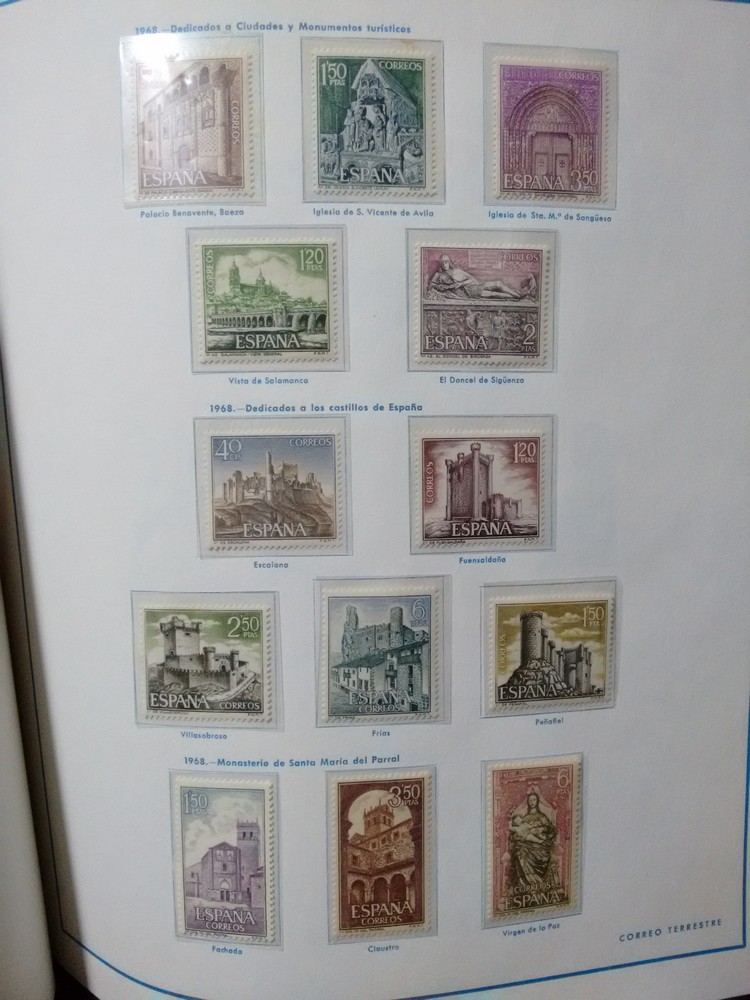 1968.—Dedicados a Ciudades y Monumentos turísticos
CORREOS
ESPAÑA
1'50 PTAS
CORREOS
ESPAÑA
CORREOS
ESPAÑA
3'50
Palacio Benavente, Baeza
Iglesia de S. Vicente de Avila
Iglesia de Sta. M.ª de Sangüesa
CORREOS
1'20 PTAS
ESPAÑA
CORREOS
ESPAÑA
2 PTAS
Vista de Salamanca
El Doncel de Sigüenza
1968.—Dedicados a los castillos de España
40 CTS
CORREOS
ESPAÑA
CORREOS
1'20 PTAS
ESPAÑA
Escalona
Fuensaldaña
2'50 PTAS
ESPAÑA CORREOS
6 PTAS
ESPAÑA
CORREOS
CORREOS
1'50 PTAS
ESPAÑA
Villasobroso
Frías
Peñafiel
1968.—Monasterio de Santa María del Parral
1'50 PTAS
ESPAÑA
CORREOS
3'50 PTAS
ESPAÑA
CORREOS
6 PTAS
CORREOS
ESPAÑA
Fachada
Claustro
Virgen de la Paz
CORREO TERRESTRE